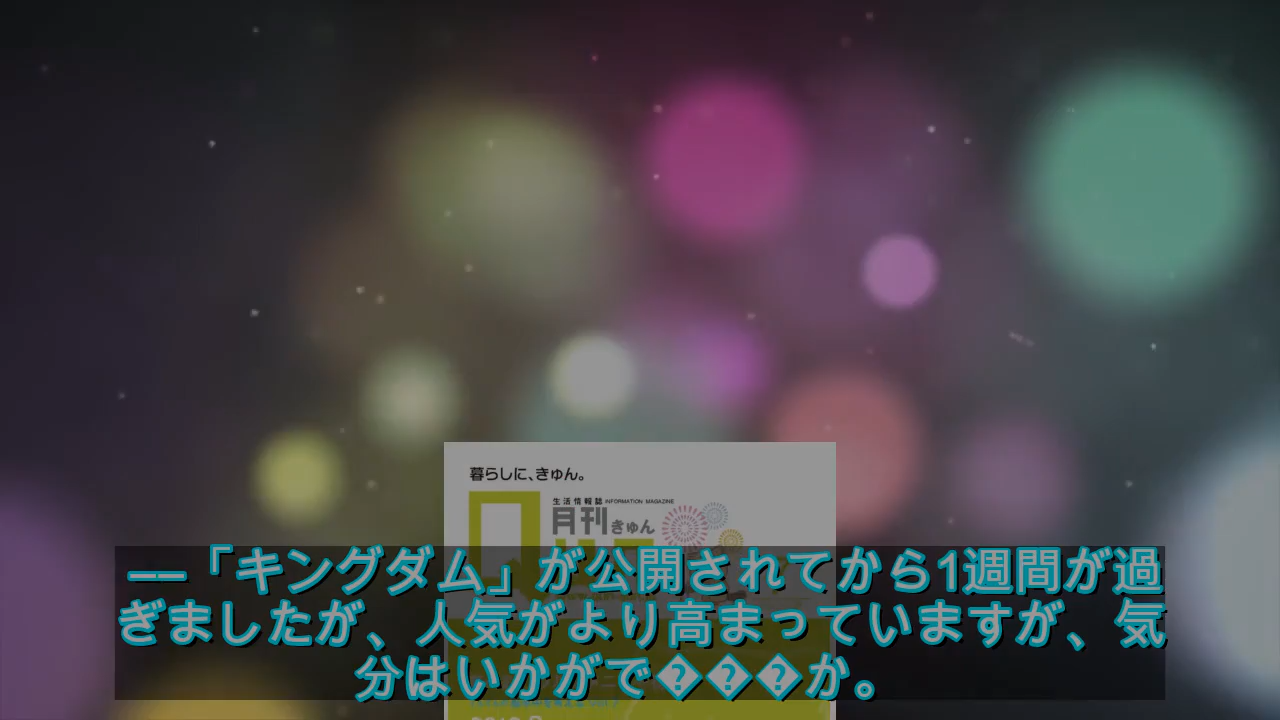 暮らしに、きゅん。
生活情報誌 INFORMATION MAGAZINE
月刊きゅん
––「キングダム」が公開されてから1週間が過
ぎましたが、人気がより高まっていますが、気
分はいかがで���か。